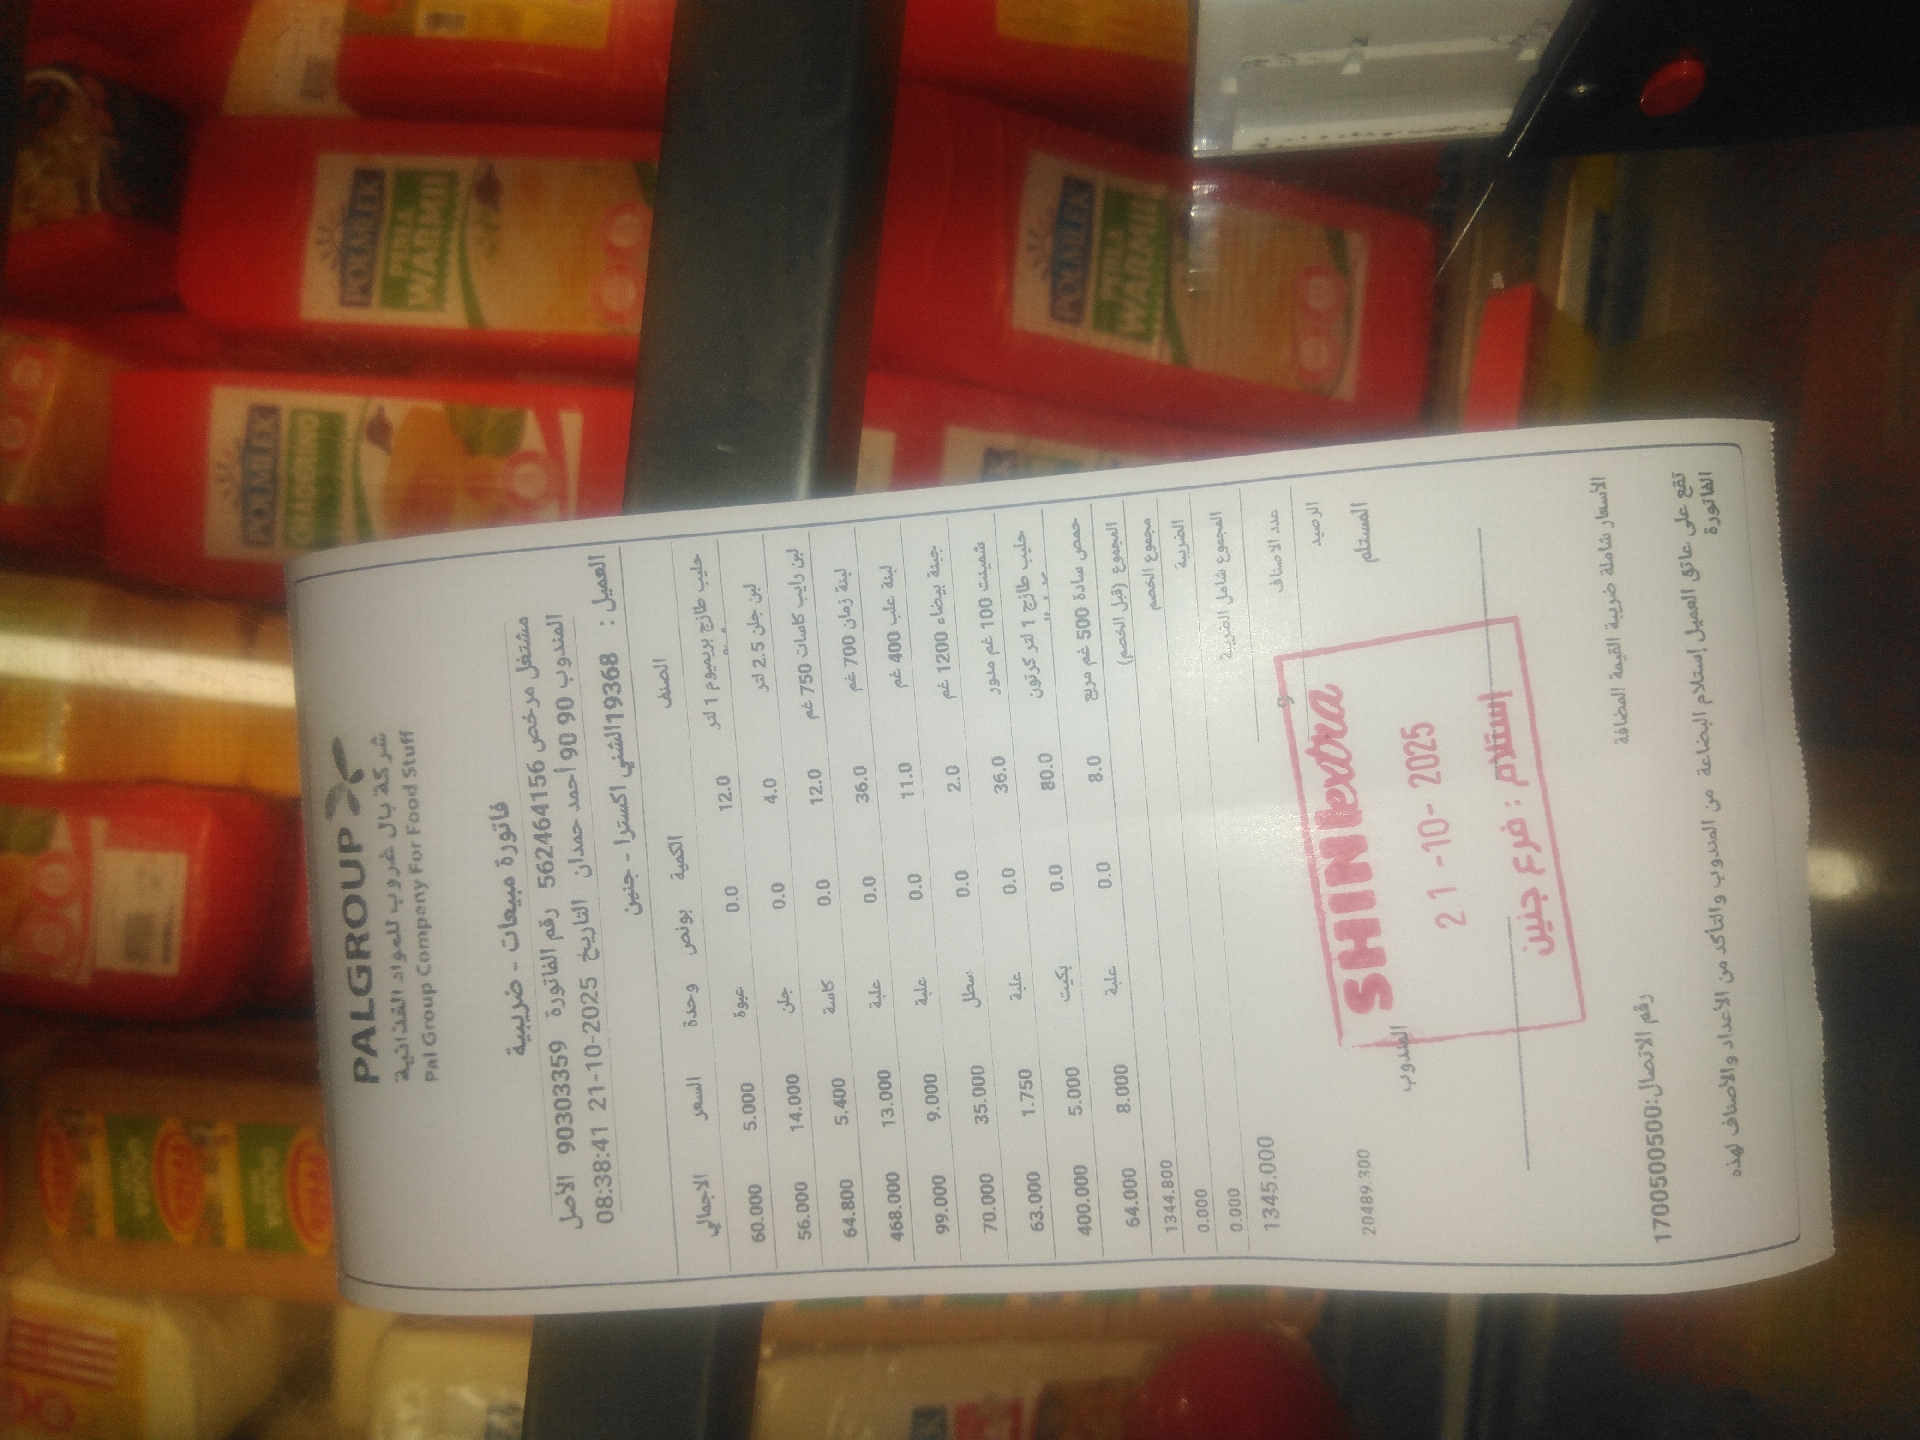 PALGROUP
شركة بال غروب للمواد الغذائية
Pal Group Company For Food Stuff
فاتورة مبيعات - ضريبية
مشتغل مرخص 562464156 رقم الفاتورة 90303359 الأصل
المندوب 90 90 أحمد حمدان التاريخ 21-10-2025 08:38:41
العميل : 19368 الشني اكسترا - جنين
الصنف الكمية بونص وحدة السعر الاجمالي
حليب طازج بريميوم 1 لتر 12.0 0.0 عبوة 5.000 60.000
لبن جلن 2.5 لتر 4.0 0.0 جلن 14.000 56.000
لبن رايب كاسات 750 غم 12.0 0.0 كاسة 5.400 64.800
لبنة زمان 700 غم 36.0 0.0 علبة 13.000 468.000
لبنة علب 400 غم 11.0 0.0 علبة 9.000 99.000
جبنة بيضاء 1200 غم 2.0 0.0 سطل 35.000 70.000
شمينت 100 غم مدور 36.0 0.0 علبة 1.750 63.000
حليب طازج 1 لتر كرتون 80.0 0.0 بكيت 5.000 400.000
حمص سادة 500 غم مربع 8.0 0.0 علبة 8.000 64.000
المجموع (قبل الخصم) 1344.800
مجموع الخصم 0.000
الضريبة 0.000
المجموع شامل الضريبة 1345.000
عدد الاصناف 9
الرصيد 20489.300
المستلم المندوب
SHINI extra
21-10-2025
إستلام : فرع جنين
الأسعار شاملة ضريبة القيمة المضافة
رقم الاتصال:1700500500
تقع على عاتق العميل إستلام البضاعة من المندوب والتأكد من الأعداد والأصناف لهذه
الفاتورة
POLMLEK
PERŁA
WARMII
POLMLEK
PERŁA
WARMII
POLMLEK